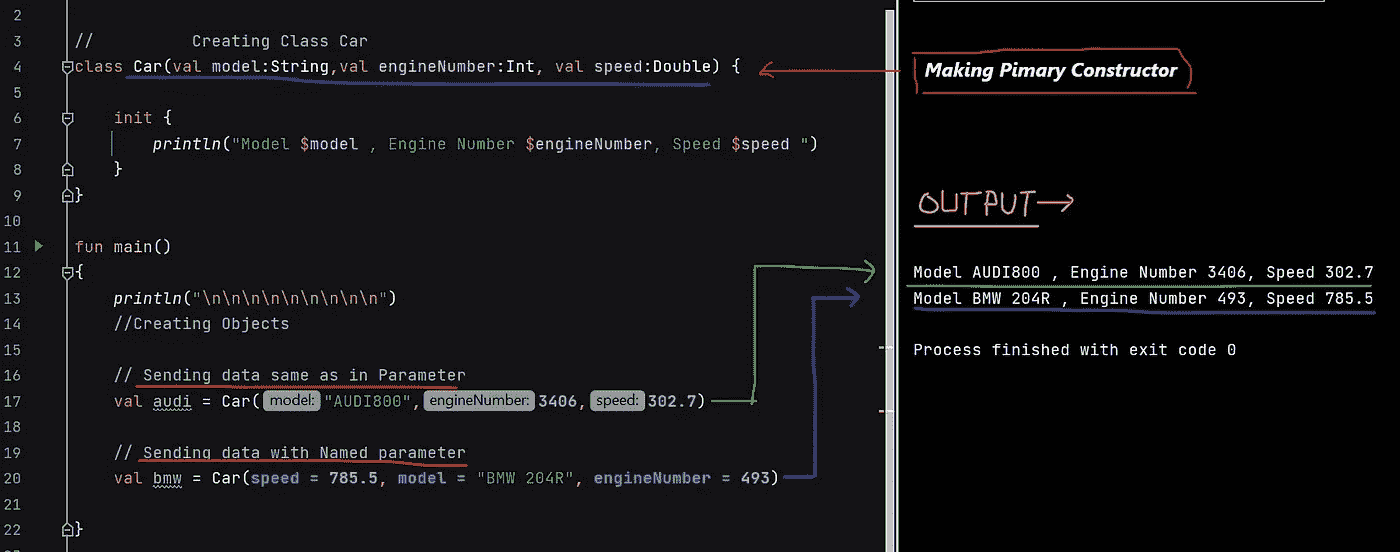 2
3 // Creating Class Car
4 class Car(val model:String,val engineNumber:Int, val speed:Double) {
5
6 init {
7 println("Model $model , Engine Number $engineNumber, Speed $speed ")
8 }
9 }
10
11 fun main()
12 {
13 println("\n\n\n\n\n\n\n\n\n")
14 //Creating Objects
15
16 // Sending data same as in Parameter
17 val audi = Car( model: "AUDI800", engineNumber: 3406, speed: 302.7)
18
19 // Sending data with Named parameter
20 val bmw = Car(speed = 785.5, model = "BMW 204R", engineNumber = 493)
21
22 }
Making Pimary Constructor
OUTPUT
Model AUDI800 , Engine Number 3406, Speed 302.7
Model BMW 204R , Engine Number 493, Speed 785.5
Process finished with exit code 0